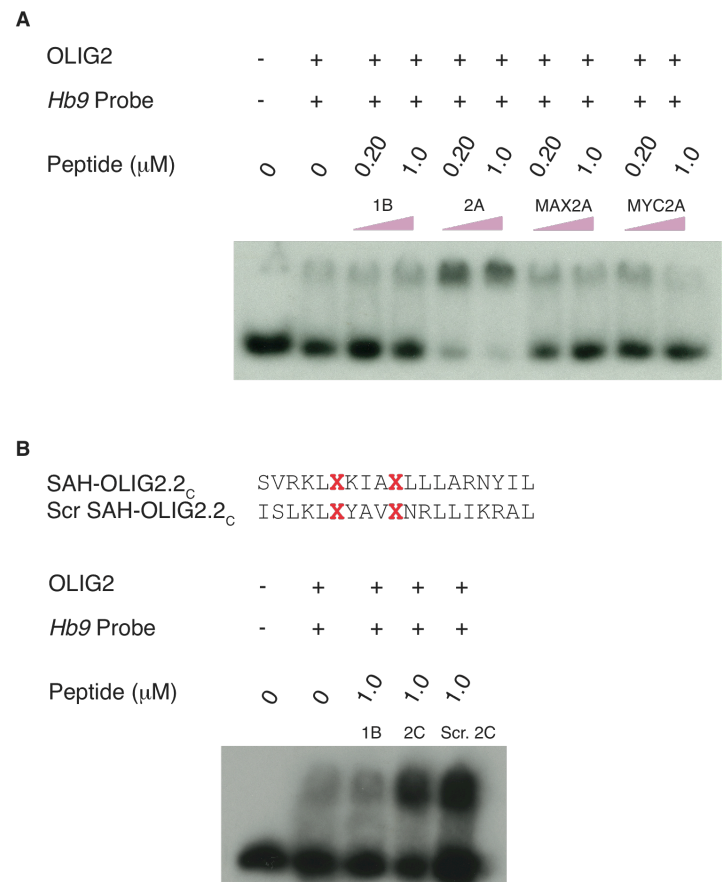 A
OLIG2 - + + + + + + + + +
Hb9 Probe - + + + + + + + + +
Peptide (μM) 0 0 0.20 1.0 0.20 1.0 0.20 1.0 0.20 1.0
1B 2A MAX2A MYC2A
B
SAH-OLIG2.2C SVRKLXKIAXLLLARNYIL
Scr SAH-OLIG2.2C ISLKLXYAVXNRLLIKRAL
OLIG2 - + + + +
Hb9 Probe - + + + +
Peptide (μM) 0 0 1.0 1.0 1.0
1B 2C Scr. 2C